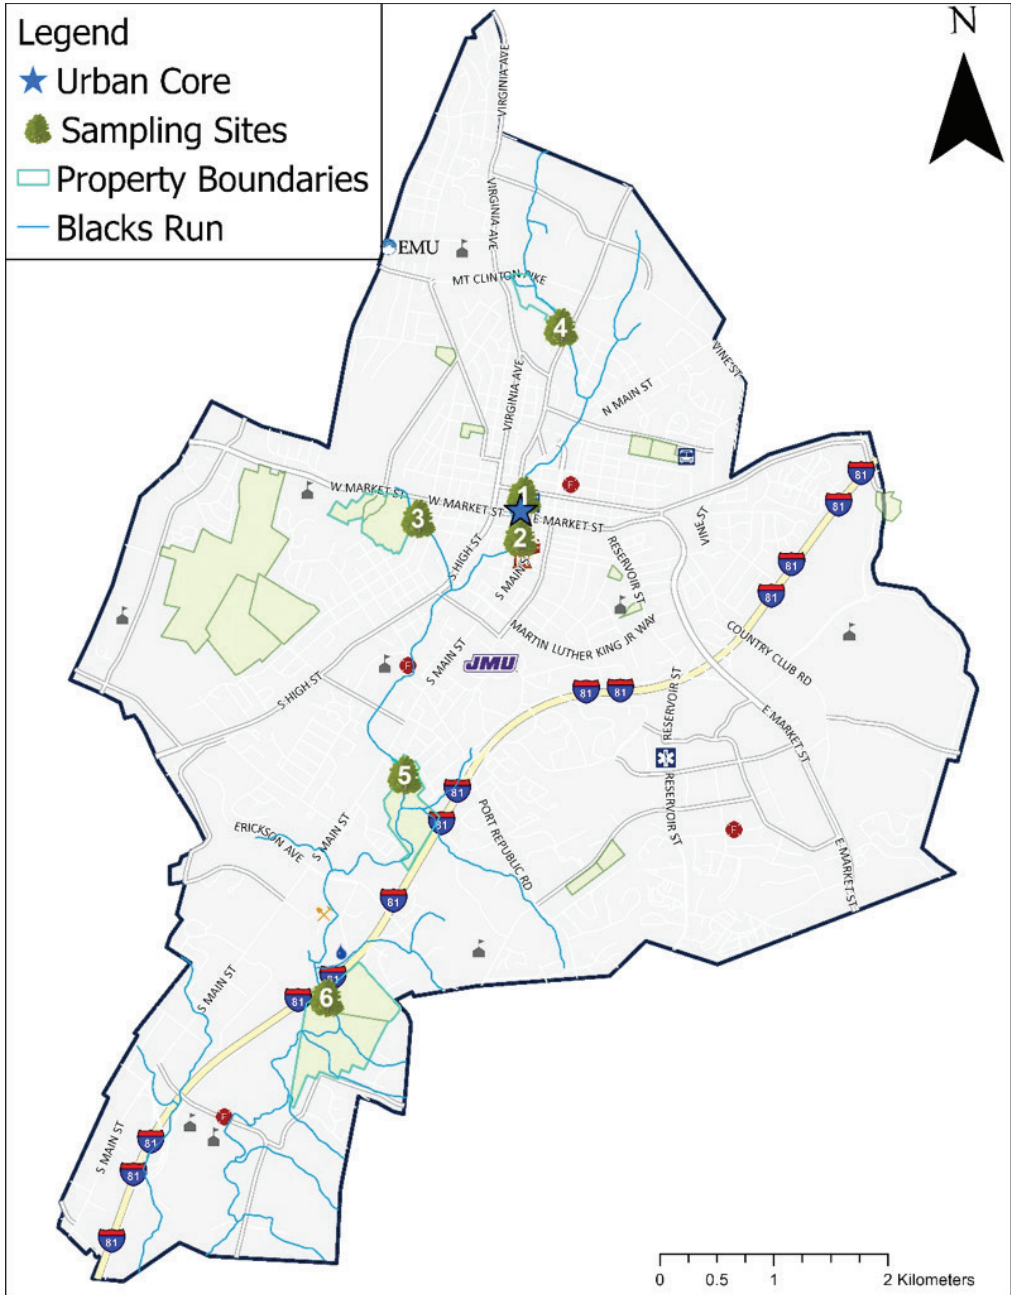 Legend
Urban Core
Sampling Sites
Property Boundaries
Blacks Run
N
VIRGINIA AVE
VIRGINIA AVE
EMU
MT CLINTON PIKE
4
VINE ST
VIRGINIA AVE
N MAIN ST
81
81
W MARKET ST
W MARKET ST
1
F
E MARKET ST
3
2
VINE ST
S HIGH ST
S MAIN ST
RESERVOIR ST
81
81
MARTIN LUTHER KING JR WAY
COUNTRY CLUB RD
S MAIN ST
JMU
F
S HIGH ST
81
81
RESERVOIR ST
E MARKET ST
5
81
81
PORT REPUBLIC RD
RESERVOIR ST
F
ERICKSON AVE
S MAIN ST
E MARKET ST
81
S MAIN ST
81
81
6
F
S MAIN ST
81
81
81
0 0.5 1 2 Kilometers